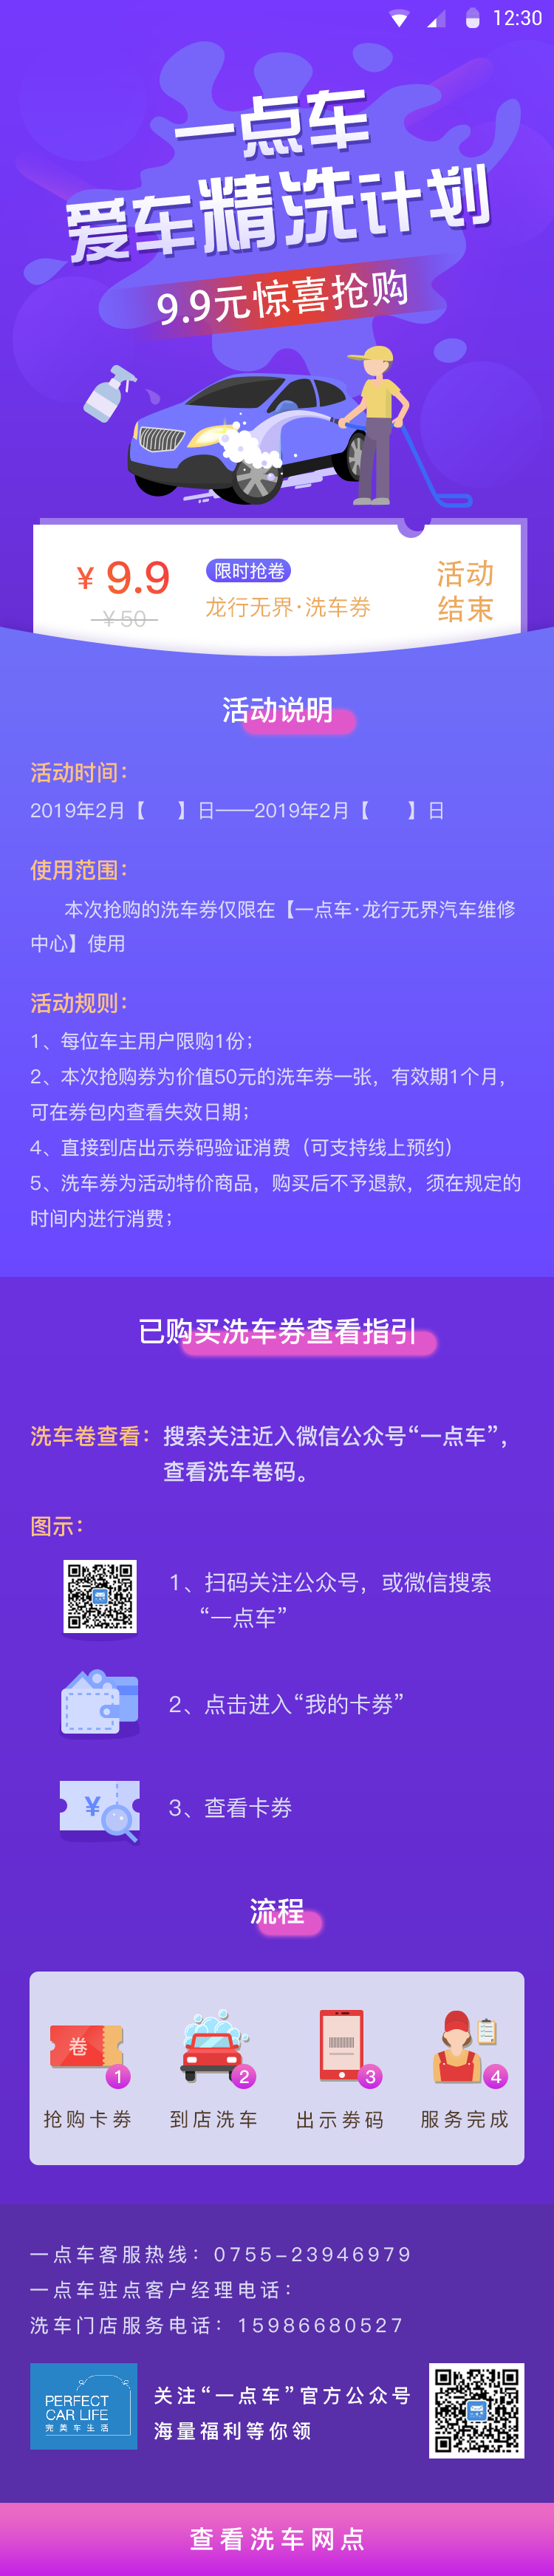 12:30
一点车
爱车精洗计划
9.9元惊喜抢购
¥ 9.9
¥50
限时抢卷
龙行无界·洗车券
活动
结束
活动说明
活动时间：
2019年2月【 】日——2019年2月【 】日
使用范围：
本次抢购的洗车券仅限在【一点车·龙行无界汽车维修
中心】使用
活动规则：
1、每位车主用户限购1份；
2、本次抢购券为价值50元的洗车券一张，有效期1个月，
可在券包内查看失效日期；
4、直接到店出示券码验证消费（可支持线上预约）
5、洗车券为活动特价商品，购买后不予退款，须在规定的
时间内进行消费；
已购买洗车券查看指引
洗车卷查看：搜索关注近入微信公众号“一点车”，
查看洗车卷码。
图示：
1、扫码关注公众号，或微信搜索
“一点车”
2、点击进入“我的卡券”
¥
3、查看卡券
流程
卷
1
2
3
4
抢购卡券
到店洗车
出示券码
服务完成
一点车客服热线：0755-23946979
一点车驻点客户经理电话：
洗车门店服务电话：15986680527
PERFECT
CAR LIFE
完美车生活
关注“一点车”官方公众号
海量福利等你领
查看洗车网点